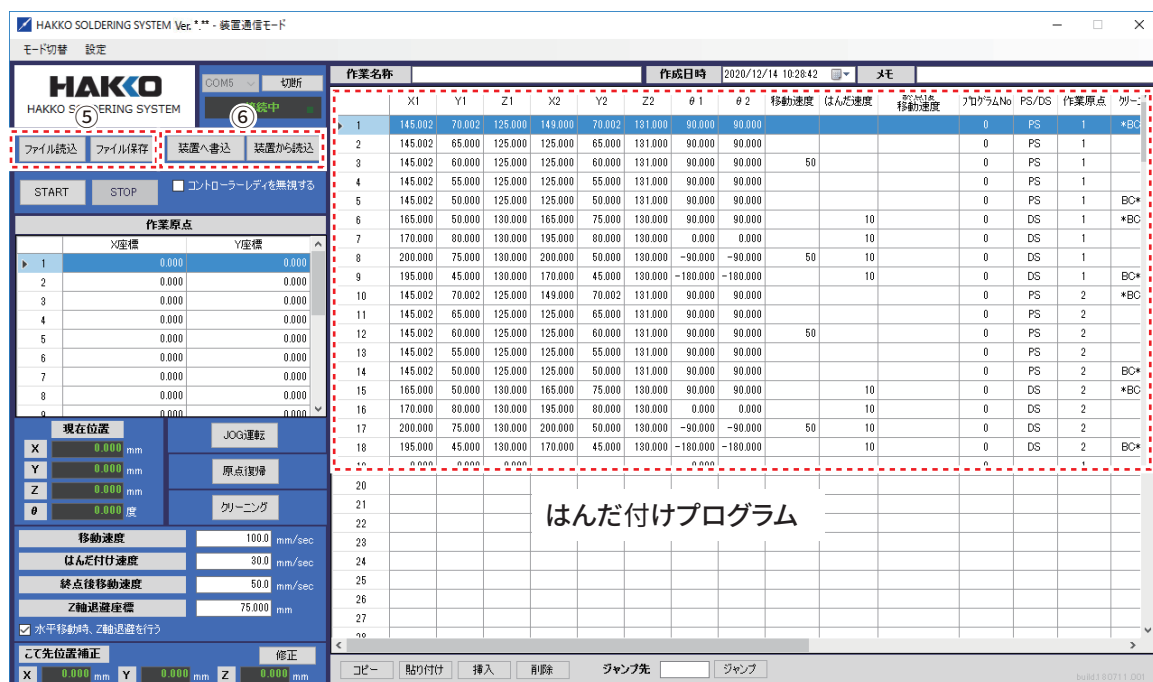 HAKKO SOLDERING SYSTEM Ver. *.** - 装置通信モード
モード切替 設定
HAKKO
HAKKO SOLDERING SYSTEM
COM5 切断
接続中
⑤ ⑥
ファイル読込 ファイル保存 装置へ書込 装置から読込
START STOP コントローラーレディを無視する
作業原点
X座標 Y座標
1 0.000 0.000
2 0.000 0.000
3 0.000 0.000
4 0.000 0.000
5 0.000 0.000
6 0.000 0.000
7 0.000 0.000
8 0.000 0.000
9 0.000 0.000
現在位置
X 0.000 mm
Y 0.000 mm
Z 0.000 mm
θ 0.000 度
JOG運転
原点復帰
クリーニング
移動速度 100.0 mm/sec
はんだ付け速度 30.0 mm/sec
終点後移動速度 50.0 mm/sec
Z軸退避座標 75.000 mm
水平移動時、Z軸退避を行う
こて先位置補正 修正
X 0.000 mm Y 0.000 mm Z 0.000 mm
作業名称 作成日時 2020/12/14 10:28:42 メモ
X1 Y1 Z1 X2 Y2 Z2 θ1 θ2 移動速度 はんだ速度 移動速度 プログラムNo PS/DS 作業原点
1 145.002 70.002 125.000 149.000 70.002 131.000 90.000 90.000 0 PS 1 *BC
2 145.002 65.000 125.000 125.000 65.000 131.000 90.000 90.000 0 PS 1
3 145.002 60.000 125.000 125.000 60.000 131.000 90.000 90.000 50 0 PS 1
4 145.002 55.000 125.000 125.000 55.000 131.000 90.000 90.000 0 PS 1
5 145.002 50.000 125.000 125.000 50.000 131.000 90.000 90.000 0 PS 1 BC*
6 165.000 50.000 130.000 165.000 75.000 130.000 90.000 90.000 10 0 DS 1 *BC
7 170.000 80.000 130.000 195.000 80.000 130.000 0.000 0.000 10 0 DS 1
8 200.000 75.000 130.000 200.000 50.000 130.000 -90.000 -90.000 50 10 0 DS 1
9 195.000 45.000 130.000 170.000 45.000 130.000 -180.000 -180.000 10 0 DS 1 BC*
10 145.002 70.002 125.000 149.000 70.002 131.000 90.000 90.000 0 PS 2 *BC
11 145.002 65.000 125.000 125.000 65.000 131.000 90.000 90.000 0 PS 2
12 145.002 60.000 125.000 125.000 60.000 131.000 90.000 90.000 50 0 PS 2
13 145.002 55.000 125.000 125.000 55.000 131.000 90.000 90.000 0 PS 2
14 145.002 50.000 125.000 125.000 50.000 131.000 90.000 90.000 0 PS 2 BC*
15 165.000 50.000 130.000 165.000 75.000 130.000 90.000 90.000 10 0 DS 2 *BC
16 170.000 80.000 130.000 195.000 80.000 130.000 0.000 0.000 10 0 DS 2
17 200.000 75.000 130.000 200.000 50.000 130.000 -90.000 -90.000 50 10 0 DS 2
18 195.000 45.000 130.000 170.000 45.000 130.000 -180.000 -180.000 10 0 DS 2 BC*
20
21
はんだ付けプログラム
22
23
24
25
26
27
コピー 貼り付け 挿入 削除 ジャンプ先 ジャンプ
build180711.001